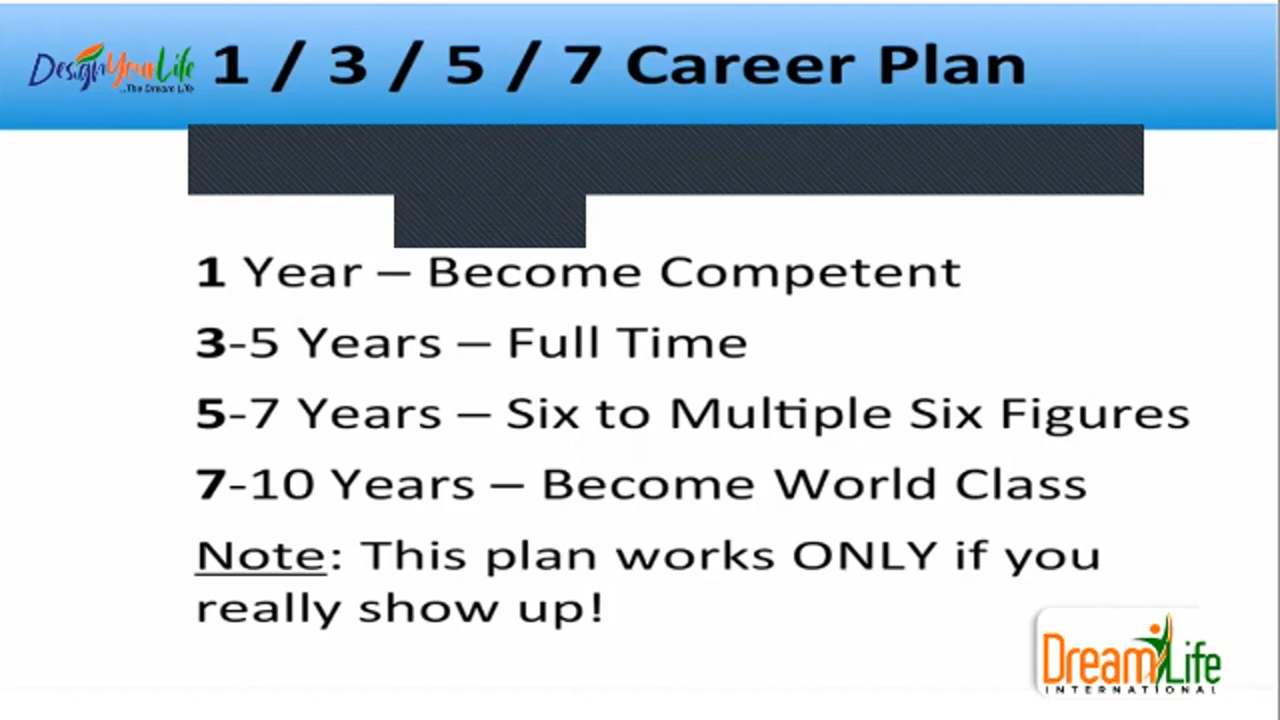 DesignYourLife
...The Dream Life
1 / 3 / 5 / 7 Career Plan
1 Year – Become Competent
3-5 Years – Full Time
5-7 Years – Six to Multiple Six Figures
7-10 Years – Become World Class
Note: This plan works ONLY if you
really show up!
DreamLife
INTERNATIONAL